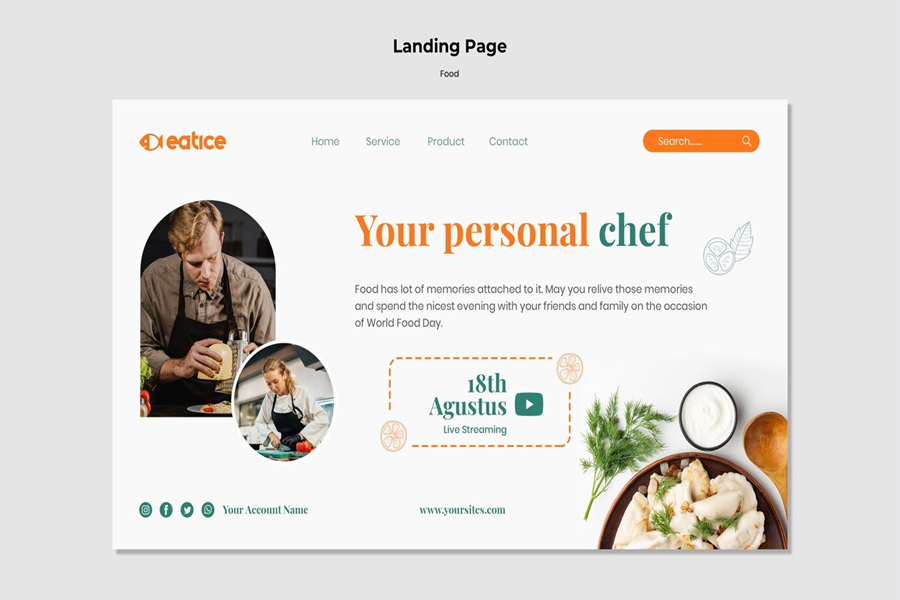 Landing Page
Food
eatice
Home Service Product Contact
Search......
Your personal chef
Food has lot of memories attached to it. May you relive those memories
and spend the nicest evening with your friends and family on the occasion
of World Food Day.
18th
Agustus
Live Streaming
Your Account Name
www.yoursites.com